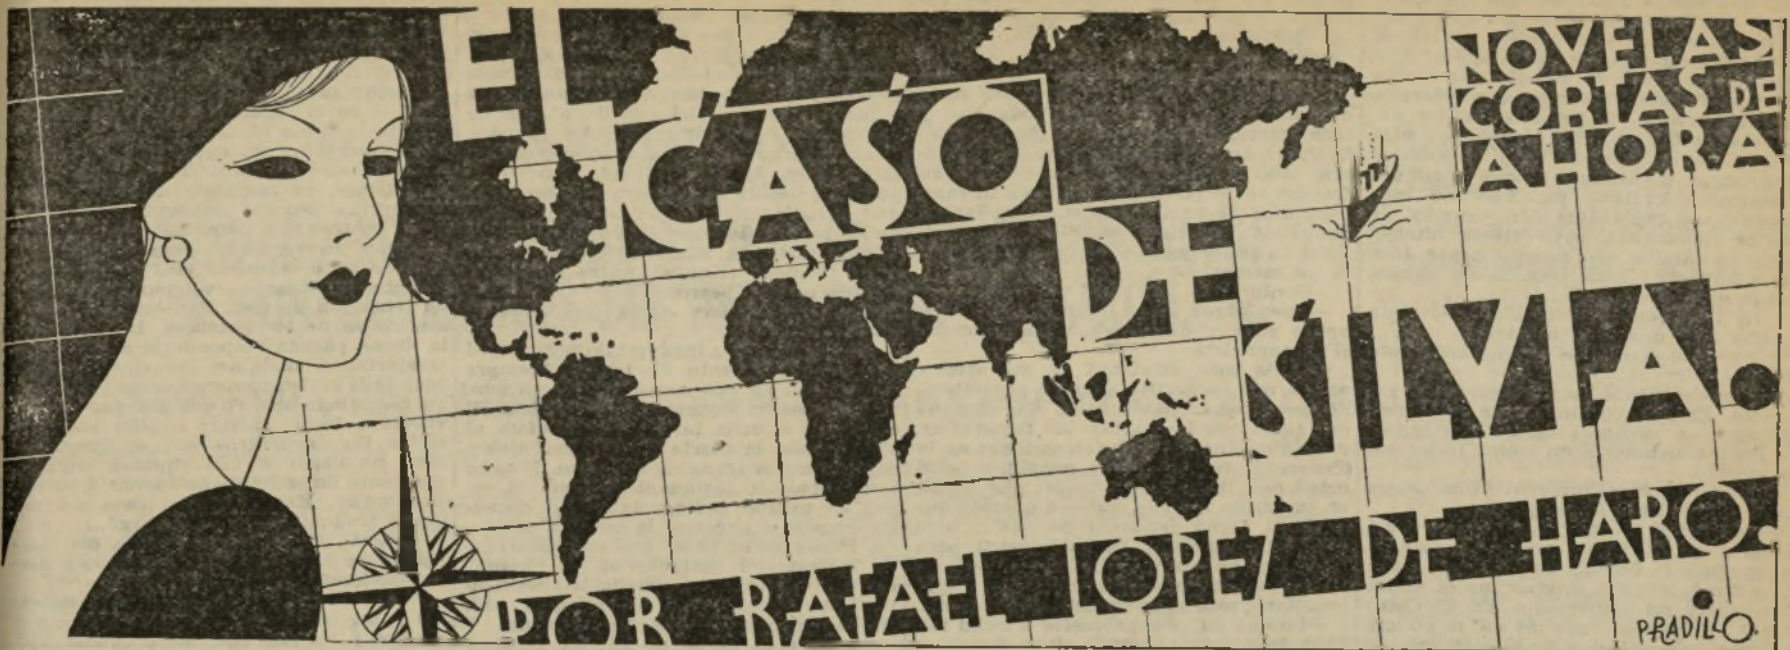 EL
CASO
DE
SILVIA.
NOVELAS
CORTAS DE
AHORA
POR RAFAEL LOPEZ DE HARO.
PRADILLO.